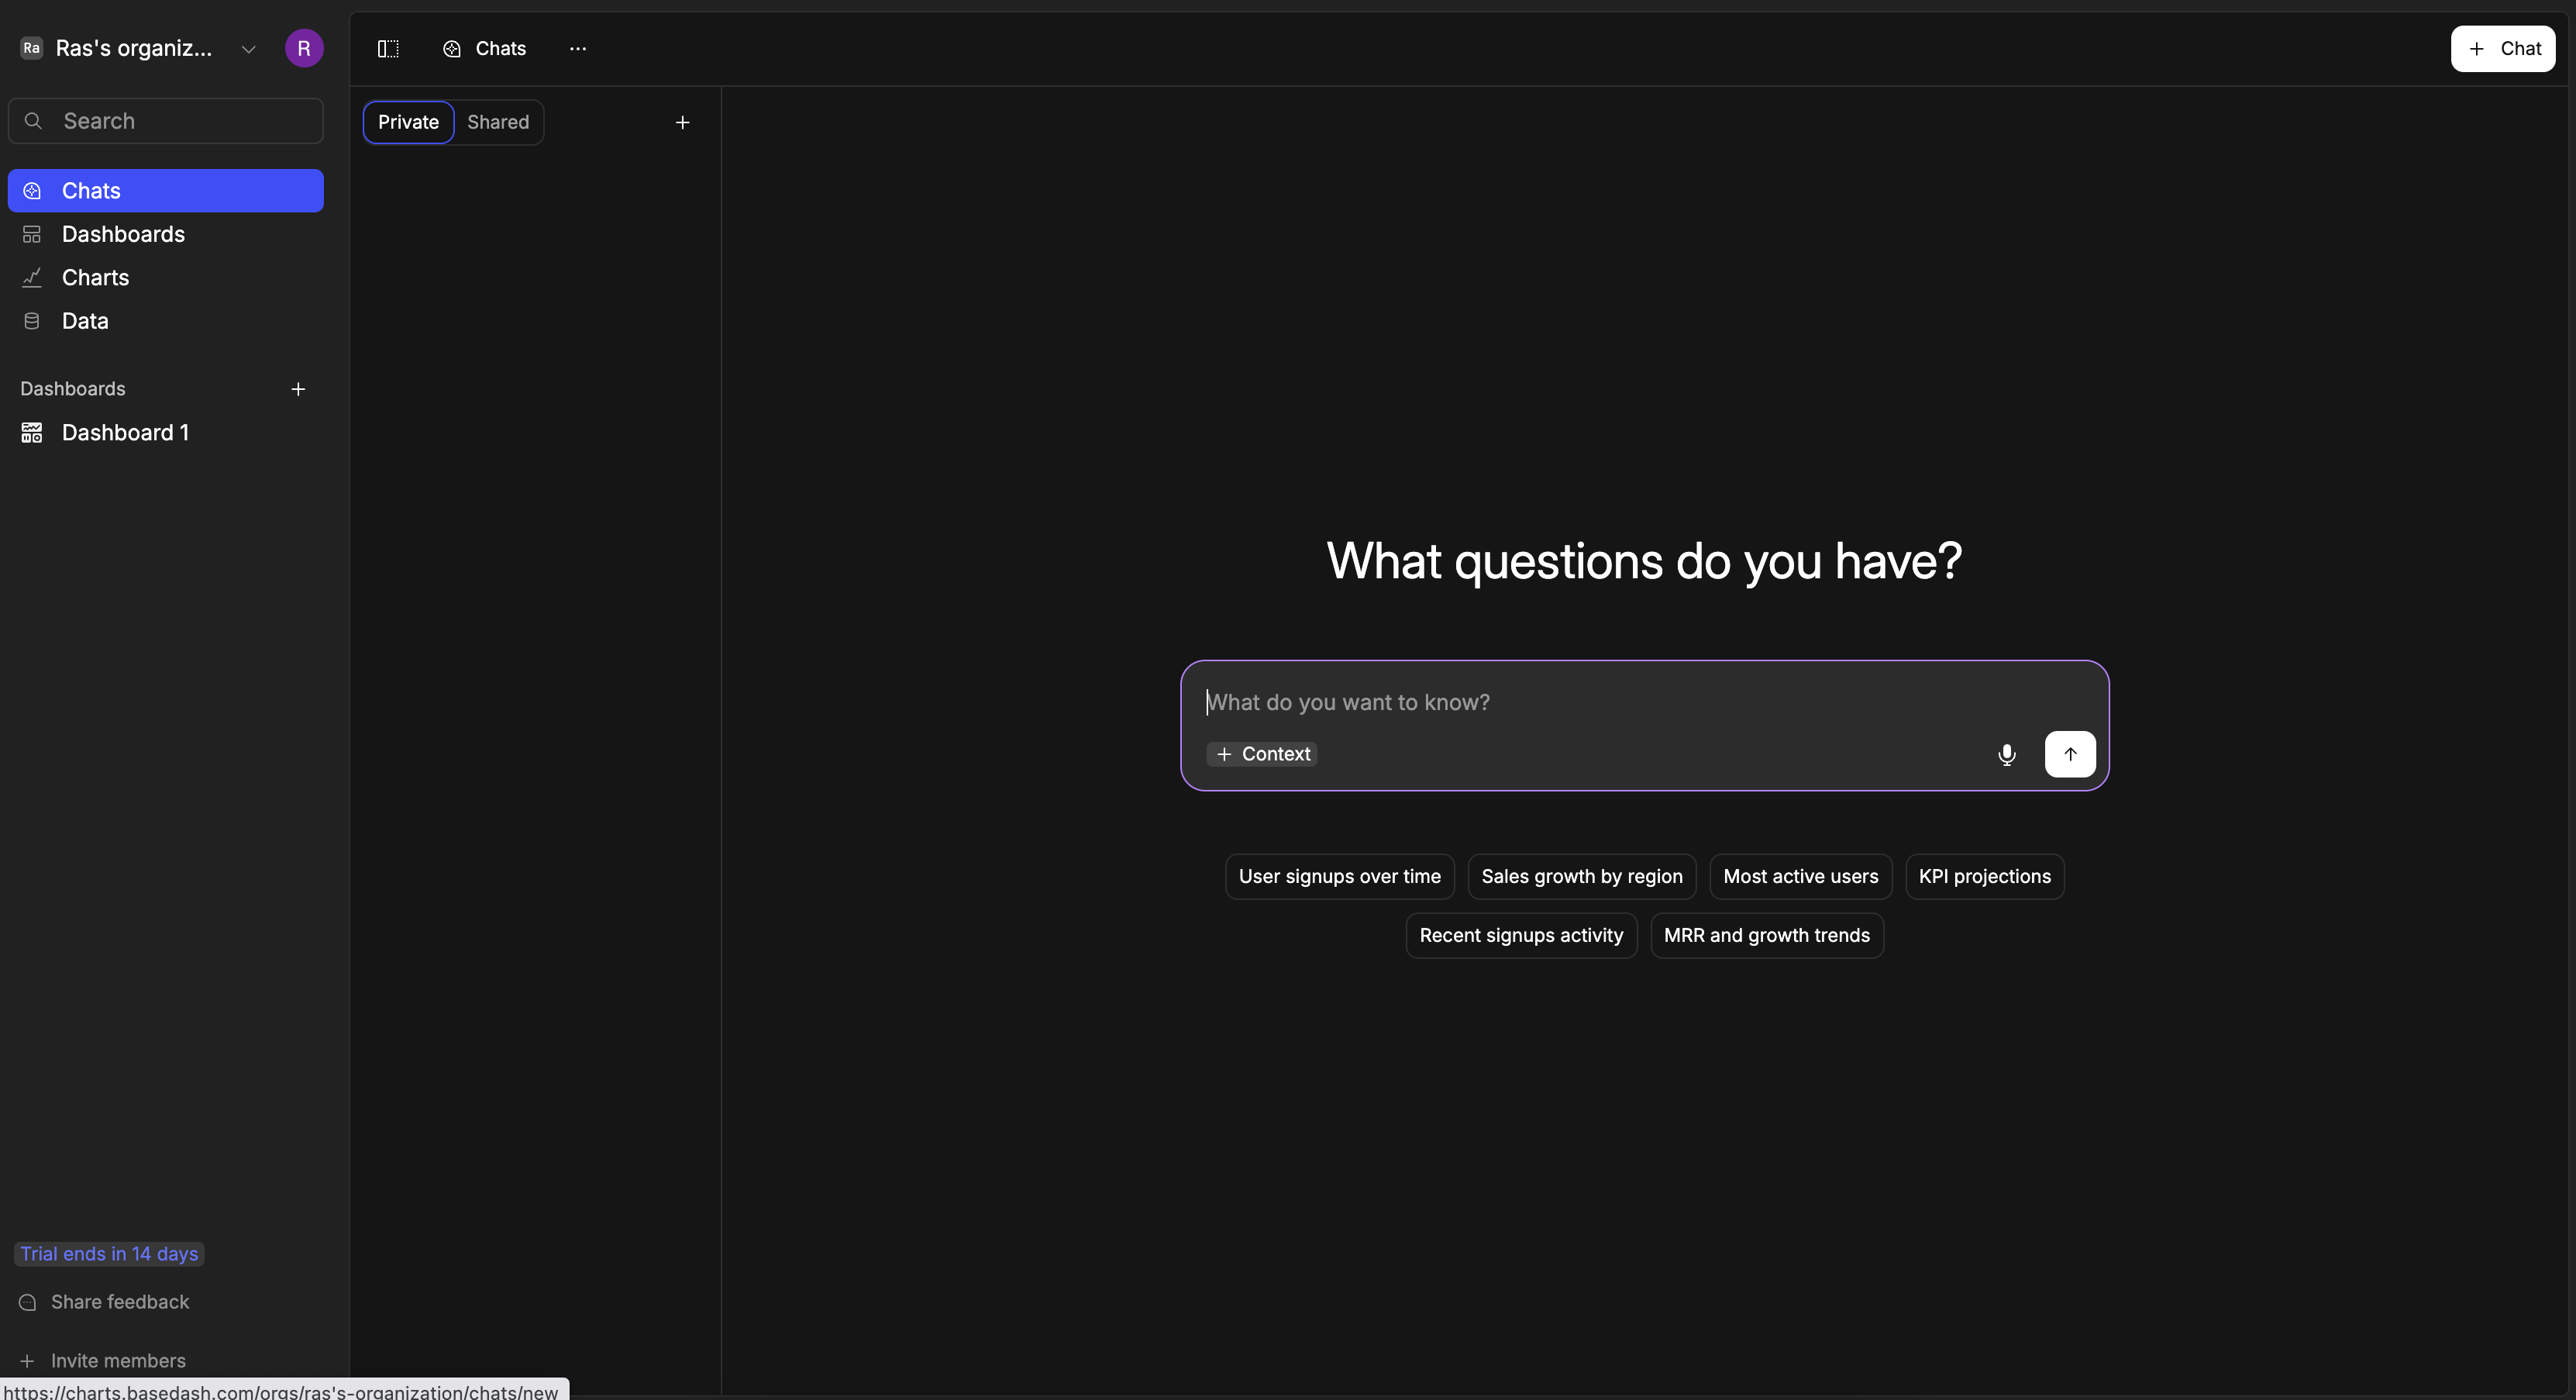 Ra Ras's organiz... R
Search
Chats
Dashboards
Charts
Data
Dashboards
Dashboard 1
Trial ends in 14 days
Share feedback
Invite members
https://charts.basedash.com/orgs/ras's-organization/chats/new
Chats
Chat
Private Shared
What questions do you have?
What do you want to know?
Context
User signups over time Sales growth by region Most active users KPI projections
Recent signups activity MRR and growth trends